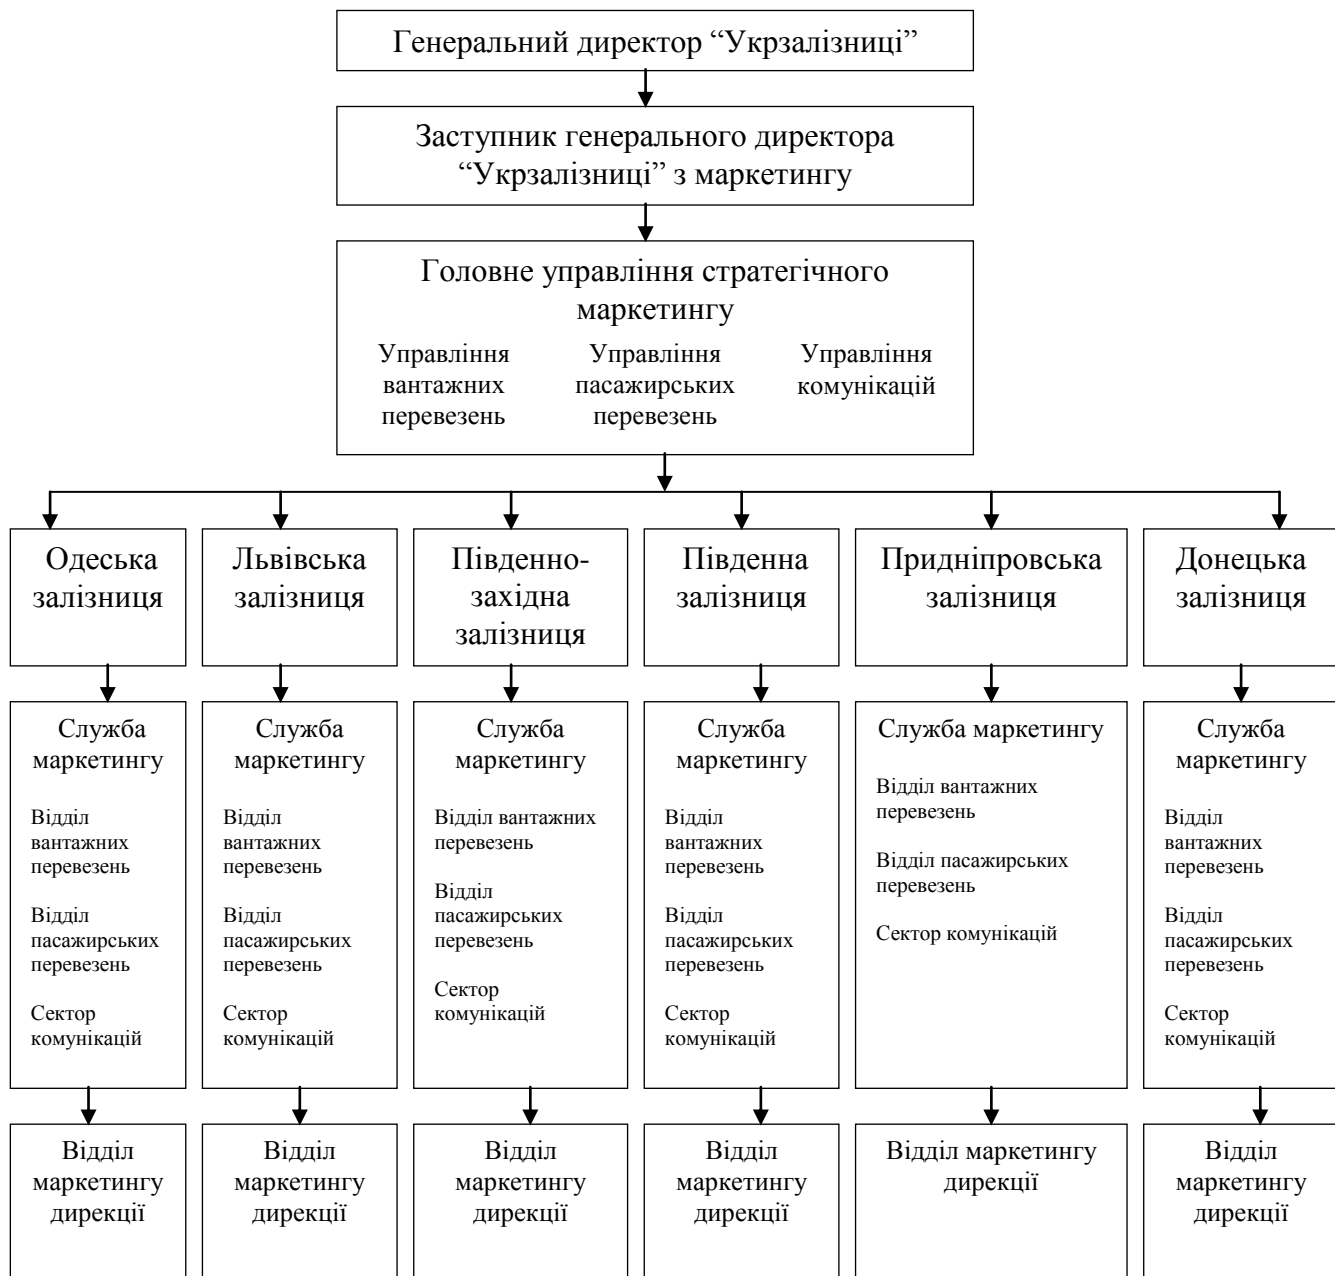 Генеральний директор “Укрзалізниці”
Заступник генерального директора
“Укрзалізниці” з маркетингу
Головне управління стратегічного
маркетингу
Управління
вантажних
перевезень
Управління
пасажирських
перевезень
Управління
комунікацій
Одеська
залізниця
Львівська
залізниця
Південно-
західна
залізниця
Південна
залізниця
Придніпровська
залізниця
Донецька
залізниця
Служба
маркетингу
Відділ
вантажних
перевезень
Відділ
пасажирських
перевезень
Сектор
комунікацій
Служба
маркетингу
Відділ
вантажних
перевезень
Відділ
пасажирських
перевезень
Сектор
комунікацій
Служба
маркетингу
Відділ вантажних
перевезень
Відділ
пасажирських
перевезень
Сектор
комунікацій
Служба
маркетингу
Відділ
вантажних
перевезень
Відділ
пасажирських
перевезень
Сектор
комунікацій
Служба маркетингу
Відділ вантажних
перевезень
Відділ пасажирських
перевезень
Сектор комунікацій
Служба
маркетингу
Відділ
вантажних
перевезень
Відділ
пасажирських
перевезень
Сектор
комунікацій
Відділ
маркетингу
дирекції
Відділ
маркетингу
дирекції
Відділ
маркетингу
дирекції
Відділ
маркетингу
дирекції
Відділ маркетингу
дирекції
Відділ
маркетингу
дирекції